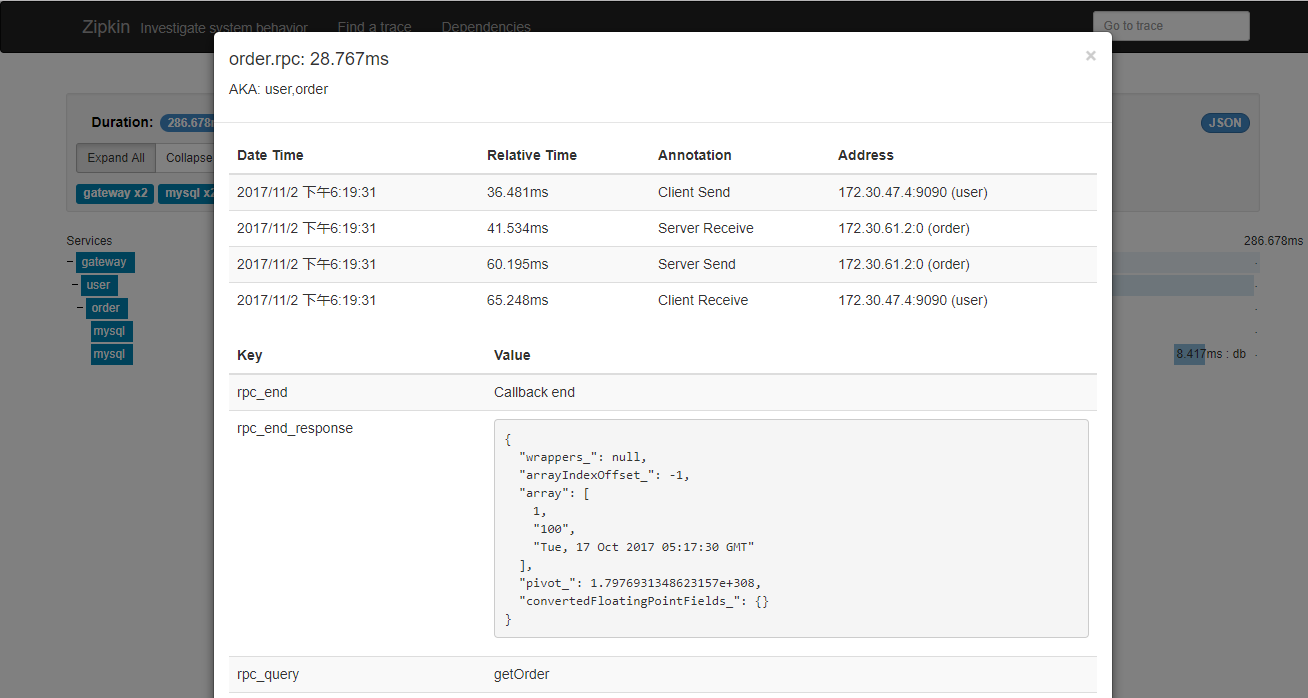 Zipkin Investigate system behavior Find a trace Dependencies Go to trace
order.rpc: 28.767ms ×
AKA: user,order
Duration: 286.678 JSON
Expand All Collapse
gateway x2 mysql x2
Date Time Relative Time Annotation Address
2017/11/2 下午6:19:31 36.481ms Client Send 172.30.47.4:9090 (user)
2017/11/2 下午6:19:31 41.534ms Server Receive 172.30.61.2:0 (order)
2017/11/2 下午6:19:31 60.195ms Server Send 172.30.61.2:0 (order)
2017/11/2 下午6:19:31 65.248ms Client Receive 172.30.47.4:9090 (user)
Services 286.678ms
− gateway
− user
− order
mysql
mysql 8.417ms : db
Key Value
rpc_end Callback end
rpc_end_response
{
"wrappers_": null,
"arrayIndexOffset_": -1,
"array": [
1,
"100",
"Tue, 17 Oct 2017 05:17:30 GMT"
],
"pivot_": 1.7976931348623157e+308,
"convertedFloatingPointFields_": {}
}
rpc_query getOrder